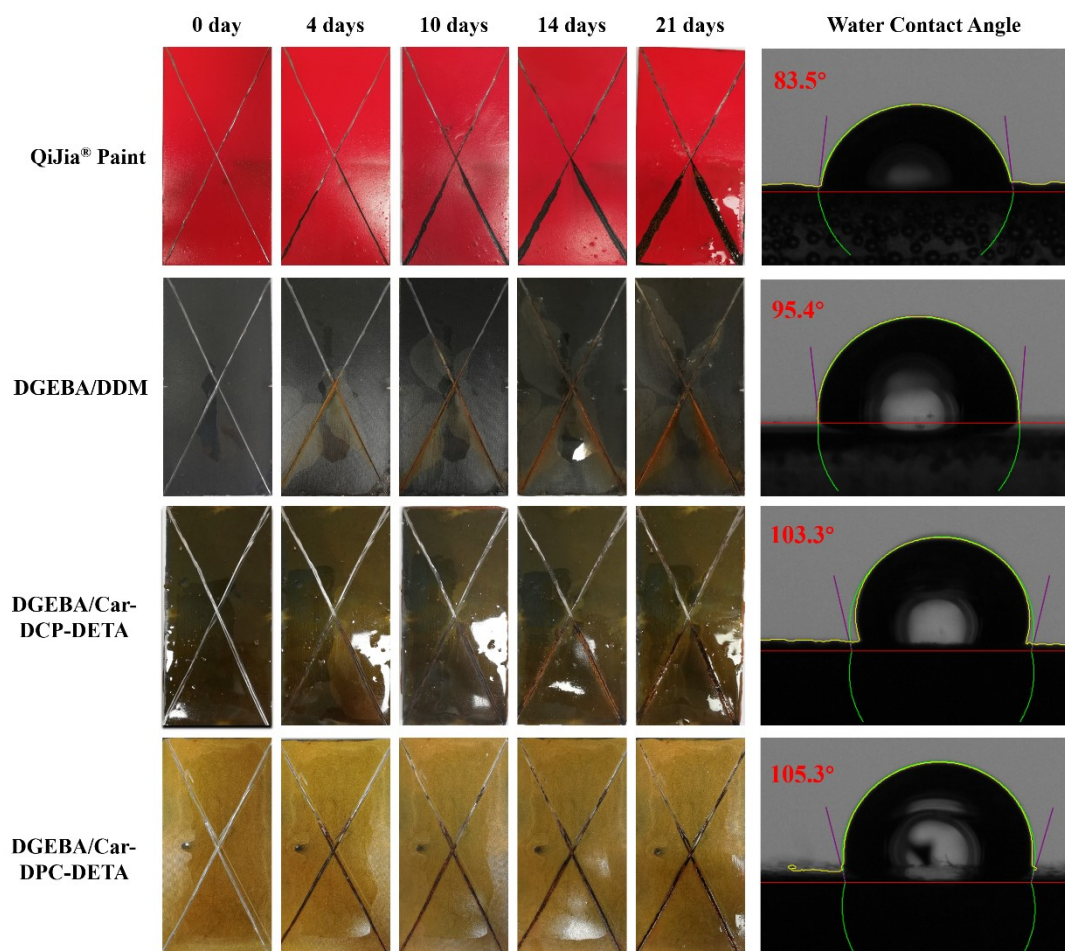 0 day 4 days 10 days 14 days 21 days Water Contact Angle
QiJia® Paint
83.5°
DGEBA/DDM
95.4°
DGEBA/Car-
DCP-DETA
103.3°
DGEBA/Car-
DPC-DETA
105.3°